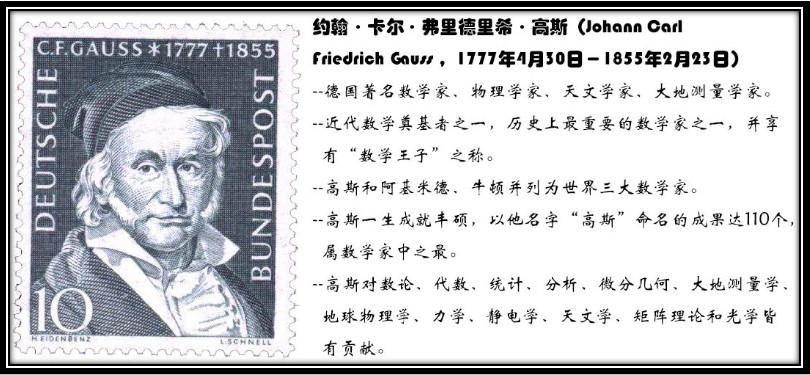 C.F.GAUSS *1777 †1855
DEUTSCHE
BUNDESPOST
10
H.EIDENBENZ
L.SCHNELL
约翰·卡尔·弗里德里希·高斯（Johann Carl
Friedrich Gauss ，1777年4月30日－1855年2月23日）
--德国著名数学家、物理学家、天文学家、大地测量学家。
--近代数学奠基者之一，历史上最重要的数学家之一，并享
有“数学王子”之称。
--高斯和阿基米德、牛顿并列为世界三大数学家。
--高斯一生成就丰硕，以他名字“高斯”命名的成果达110个，
属数学家中之最。
--高斯对数论、代数、统计、分析、微分几何、大地测量学、
地球物理学、力学、静电学、天文学、矩阵理论和光学皆
有贡献。